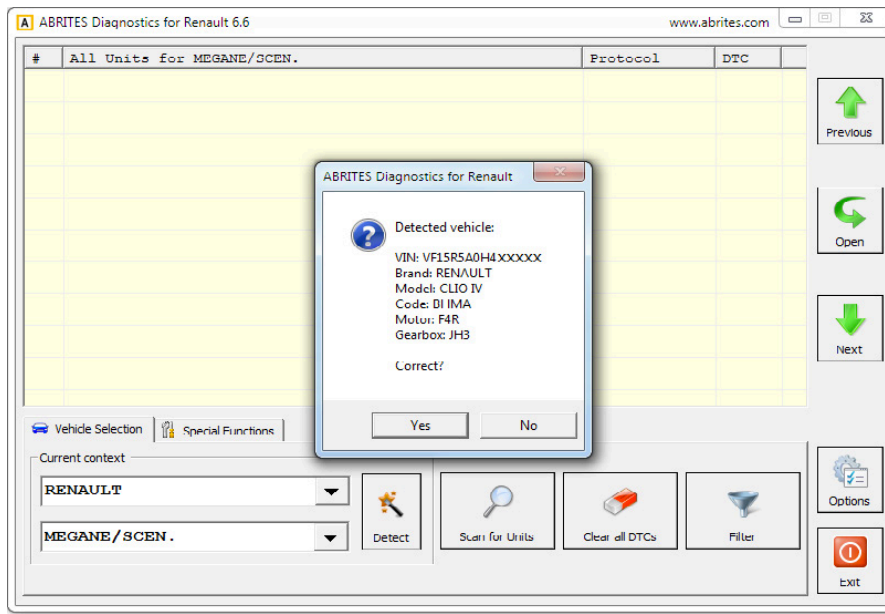 ABRITES Diagnostics for Renault 6.6 www.abrites.com
# All Units for MEGANE/SCEN. Protocol DTC
Previous
Open
Next
ABRITES Diagnostics for Renault
Detected vehicle:
VIN: VF15R5A0H4XXXXX
Brand: RENAULT
Model: CLIO IV
Code:
Motor: F4R
Gearbox: JH3
Correct?
Yes No
Vehicle Selection Special Functions
Current context
RENAULT
MEGANE/SCEN.
Detect
Scan for Units
Clear all DTCs
Filter
Options
Exit